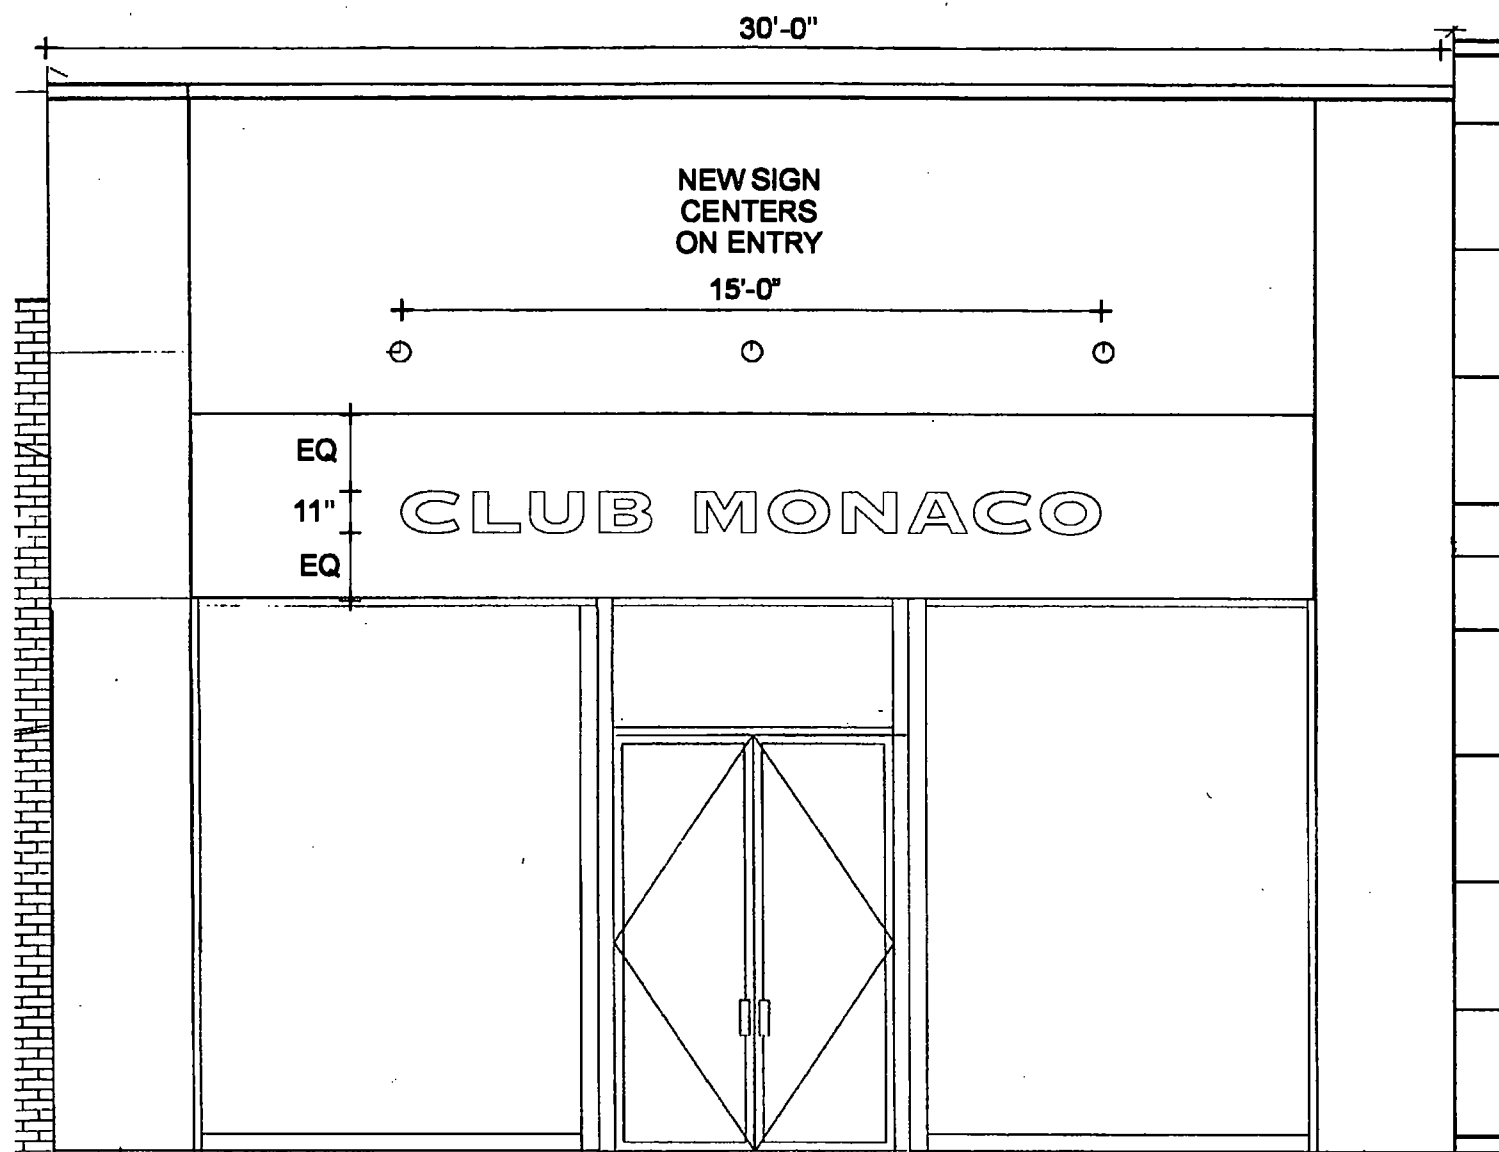 30'-0"
NEW SIGN
CENTERS
ON ENTRY
15'-0"
EQ
11"
CLUB MONACO
EQ